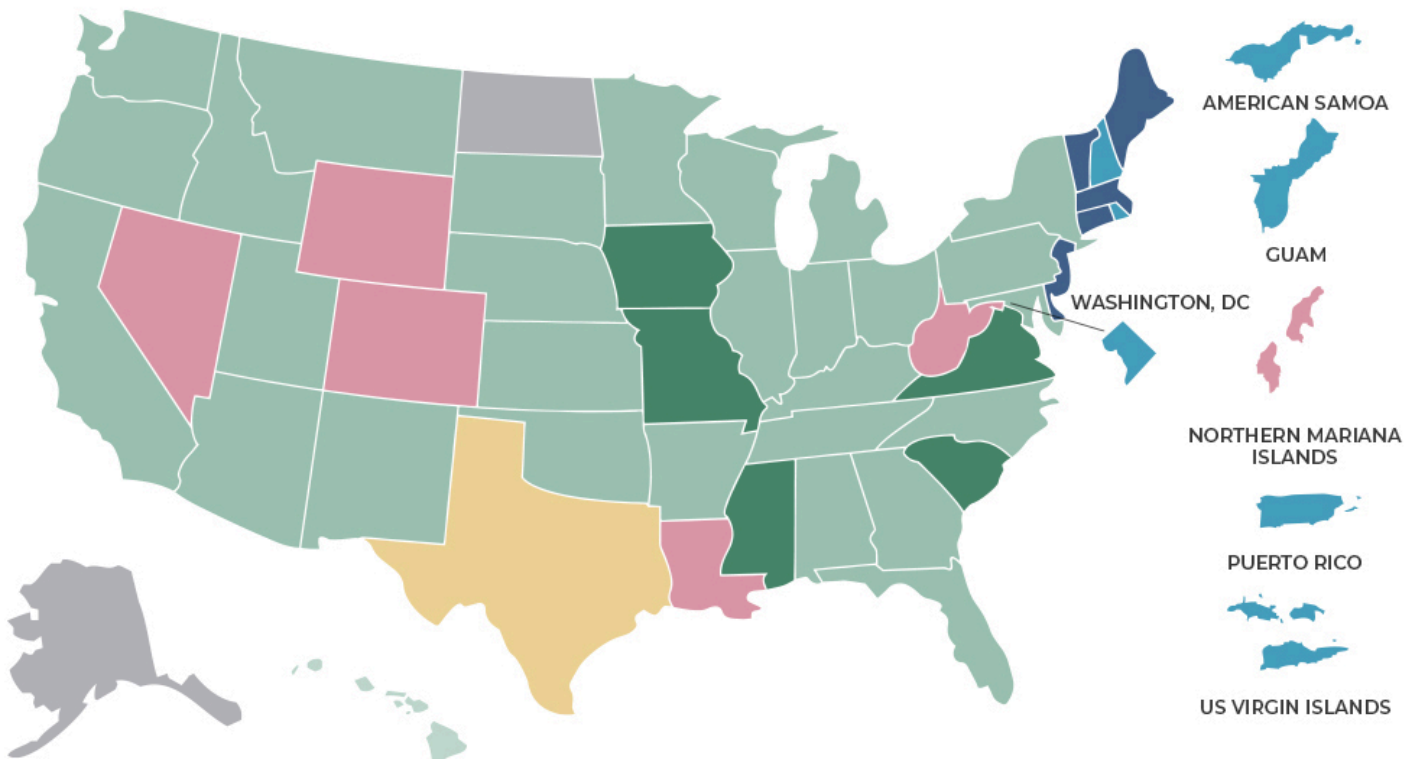 AMERICAN SAMOA
GUAM
WASHINGTON, DC
NORTHERN MARIANA
ISLANDS
PUERTO RICO
US VIRGIN ISLANDS